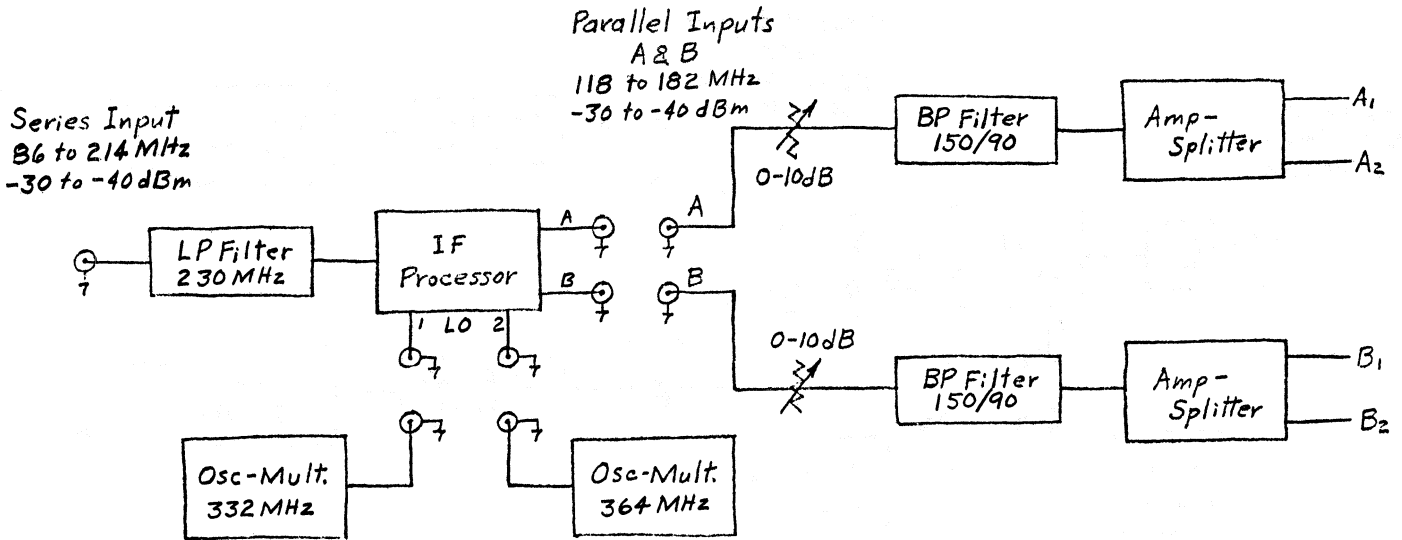 Parallel Inputs
A & B
118 to 182 MHz
-30 to -40 dBm
Series Input
86 to 214 MHz
-30 to -40 dBm
0-10dB
BP Filter
150/90
Amp-
Splitter
A1
A2
LP Filter
230 MHz
IF
Processor
A
B
1 LO 2
A
B
0-10dB
BP Filter
150/90
Amp-
Splitter
B1
B2
Osc-Mult.
332 MHz
Osc-Mult.
364 MHz